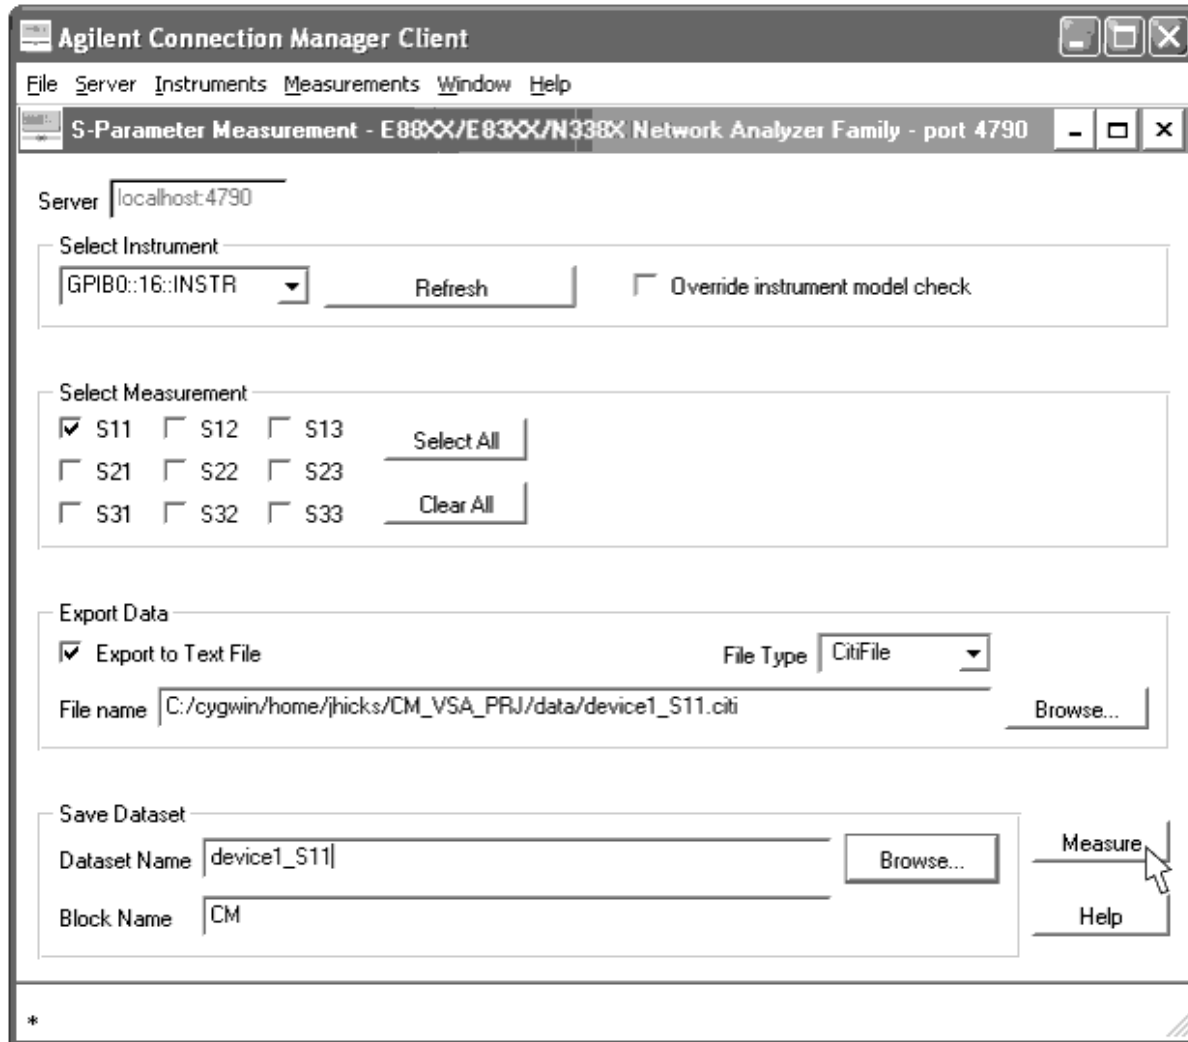 Agilent Connection Manager Client
File Server Instruments Measurements Window Help
S-Parameter Measurement - E88XX/E83XX/N338X Network Analyzer Family - port 4790
Server localhost:4790
Select Instrument
GPIB0::16::INSTR Refresh Override instrument model check
Select Measurement
S11 S12 S13
Select All
S21 S22 S23
S31 S32 S33
Clear All
Export Data
Export to Text File File Type CitiFile
File name C:/cygwin/home/jhicks/CM_VSA_PRJ/data/device1_S11.citi Browse...
Save Dataset
Dataset Name device1_S11 Browse... Measure
Block Name CM Help
*